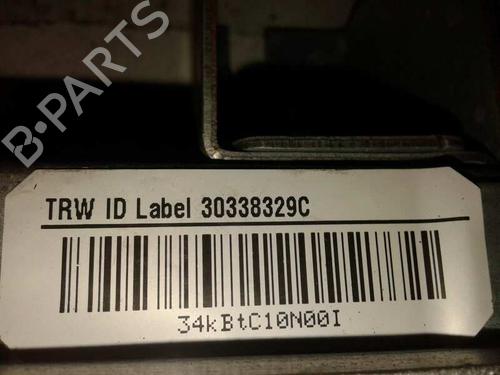 B·PARTS
TRW ID Label 30338329C
34kBtC10N00I